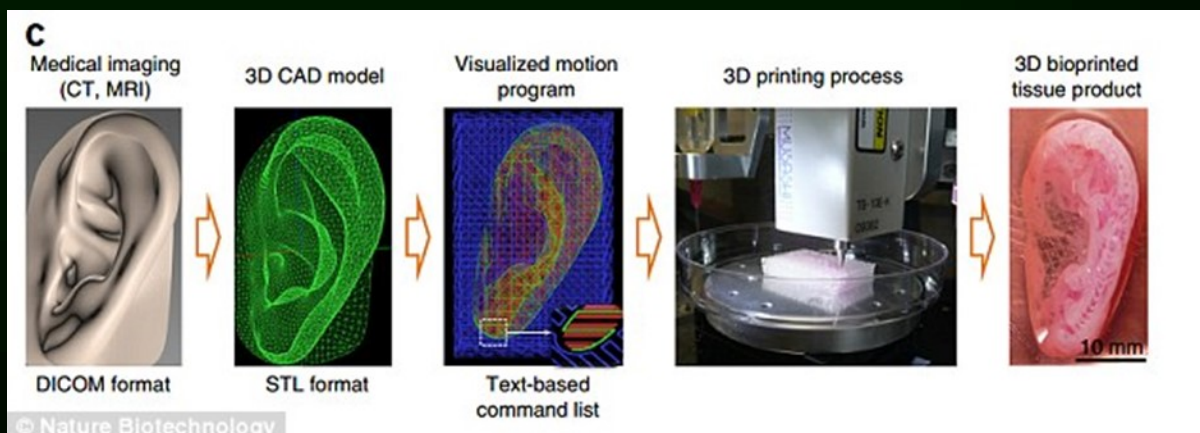 C
Medical imaging
(CT, MRI)
3D CAD model
Visualized motion
program
3D printing process
3D bioprinted
tissue product
10 mm
DICOM format
STL format
Text-based
command list
© Nature Biotechnology